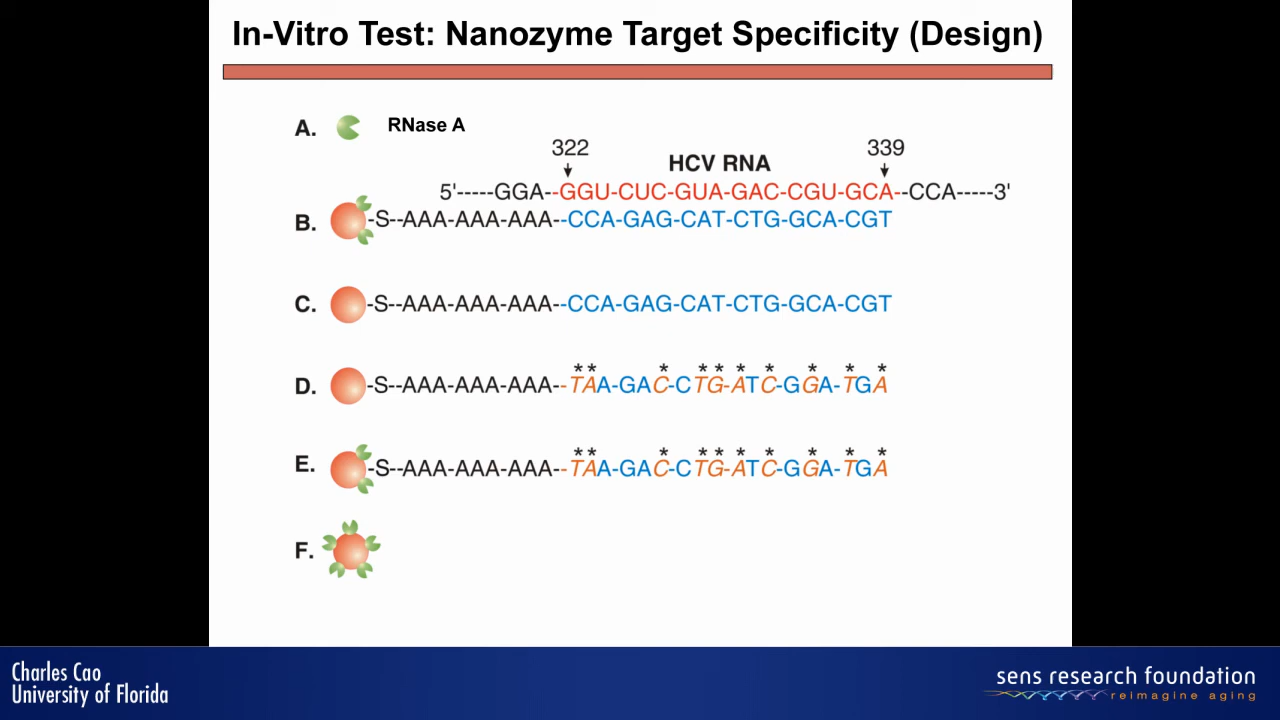 In-Vitro Test: Nanozyme Target Specificity (Design)
A. RNase A
322 HCV RNA 339
5'-----GGA--GGU-CUC-GUA-GAC-CGU-GCA--CCA-----3'
B. -S--AAA-AAA-AAA--CCA-GAG-CAT-CTG-GCA-CGT
C. -S--AAA-AAA-AAA--CCA-GAG-CAT-CTG-GCA-CGT
* * * * * * * * * *
D. -S--AAA-AAA-AAA--TAA-GAC-CTG-ATC-GGA-TGA
* * * * * * * * * *
E. -S--AAA-AAA-AAA--TAA-GAC-CTG-ATC-GGA-TGA
F.
Charles Cao
University of Florida
sens research foundation
reimagine aging